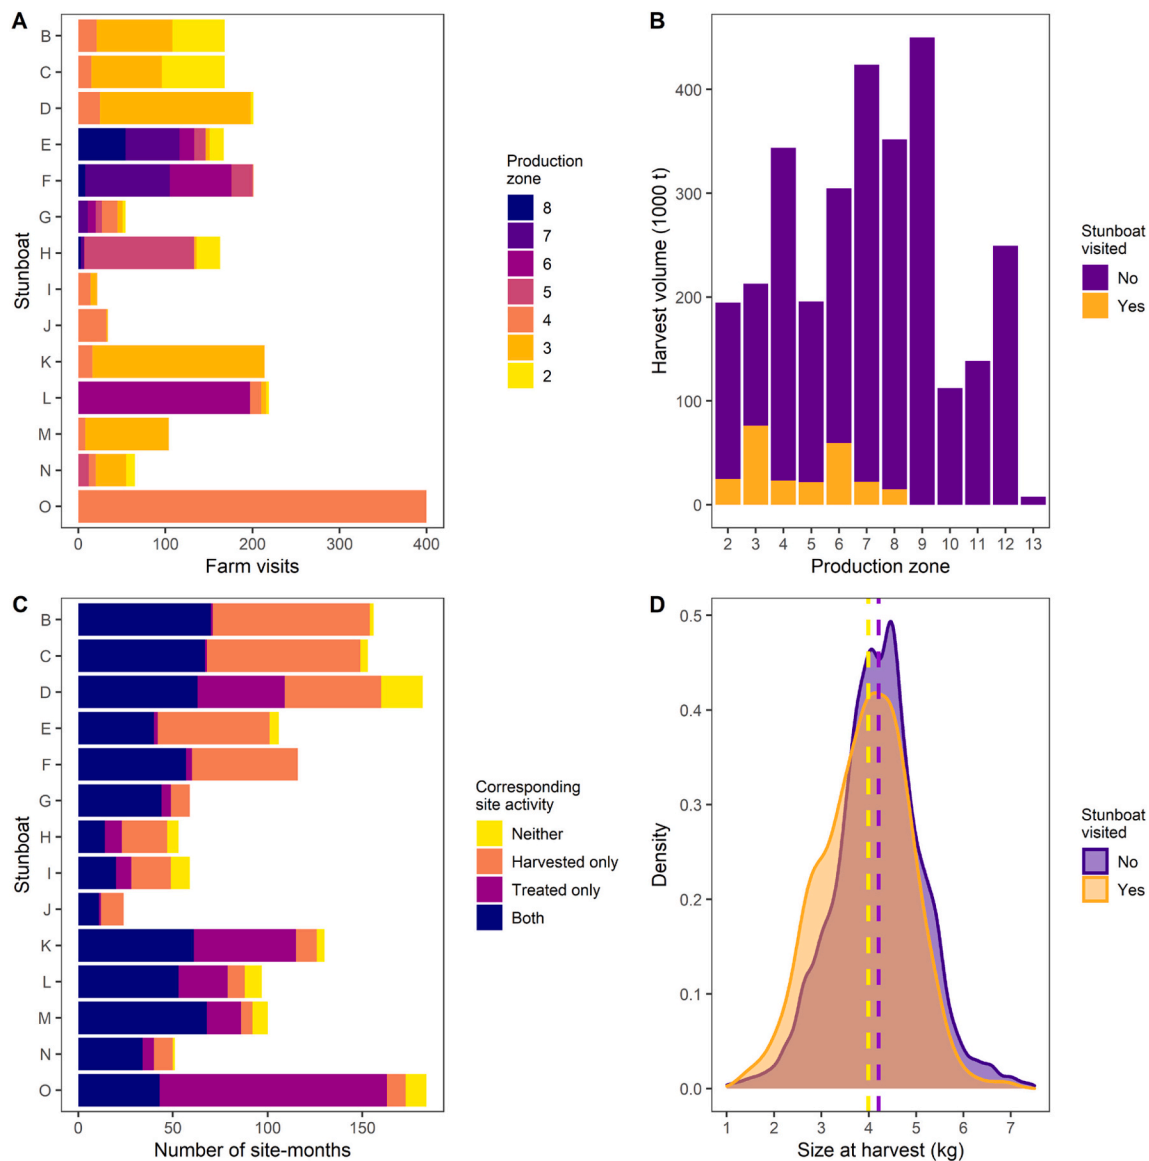 A
B
C
D
E
F
G
H
I
J
K
L
M
N
O
Stunboat
0 100 200 300 400
Farm visits
Production
zone
8
7
6
5
4
3
2
B
400
300
200
100
0
Harvest volume (1000 t)
2 3 4 5 6 7 8 9 10 11 12 13
Production zone
Stunboat
visited
No
Yes
C
B
C
D
E
F
G
H
I
J
K
L
M
N
O
Stunboat
0 50 100 150
Number of site-months
Corresponding
site activity
Neither
Harvested only
Treated only
Both
D
0.5
0.4
0.3
0.2
0.1
0.0
Density
1 2 3 4 5 6 7
Size at harvest (kg)
Stunboat
visited
No
Yes